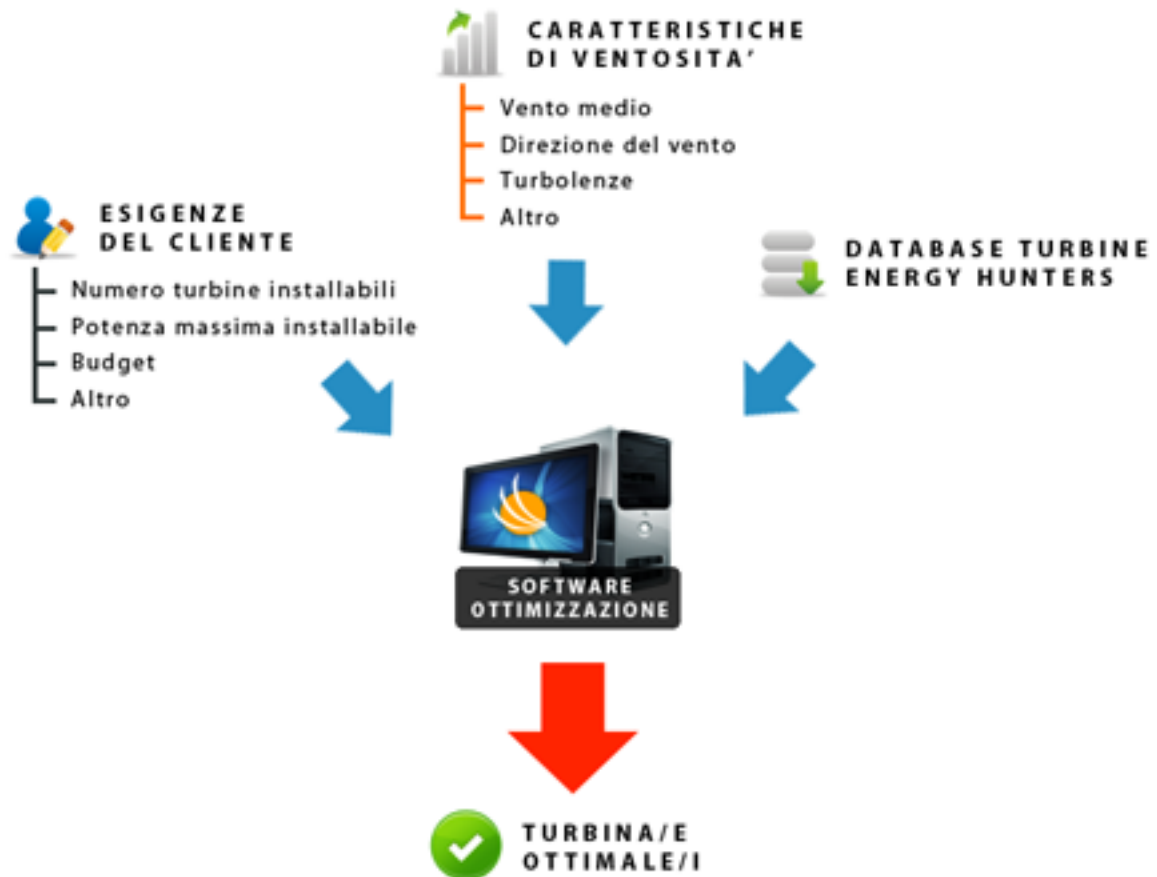 CARATTERISTICHE
DI VENTOSITA’
Vento medio
Direzione del vento
Turbolenze
Altro
ESIGENZE
DEL CLIENTE
Numero turbine installabili
Potenza massima installabile
Budget
Altro
DATABASE TURBINE
ENERGY HUNTERS
SOFTWARE
OTTIMIZZAZIONE
TURBINA/E
OTTIMALE/I